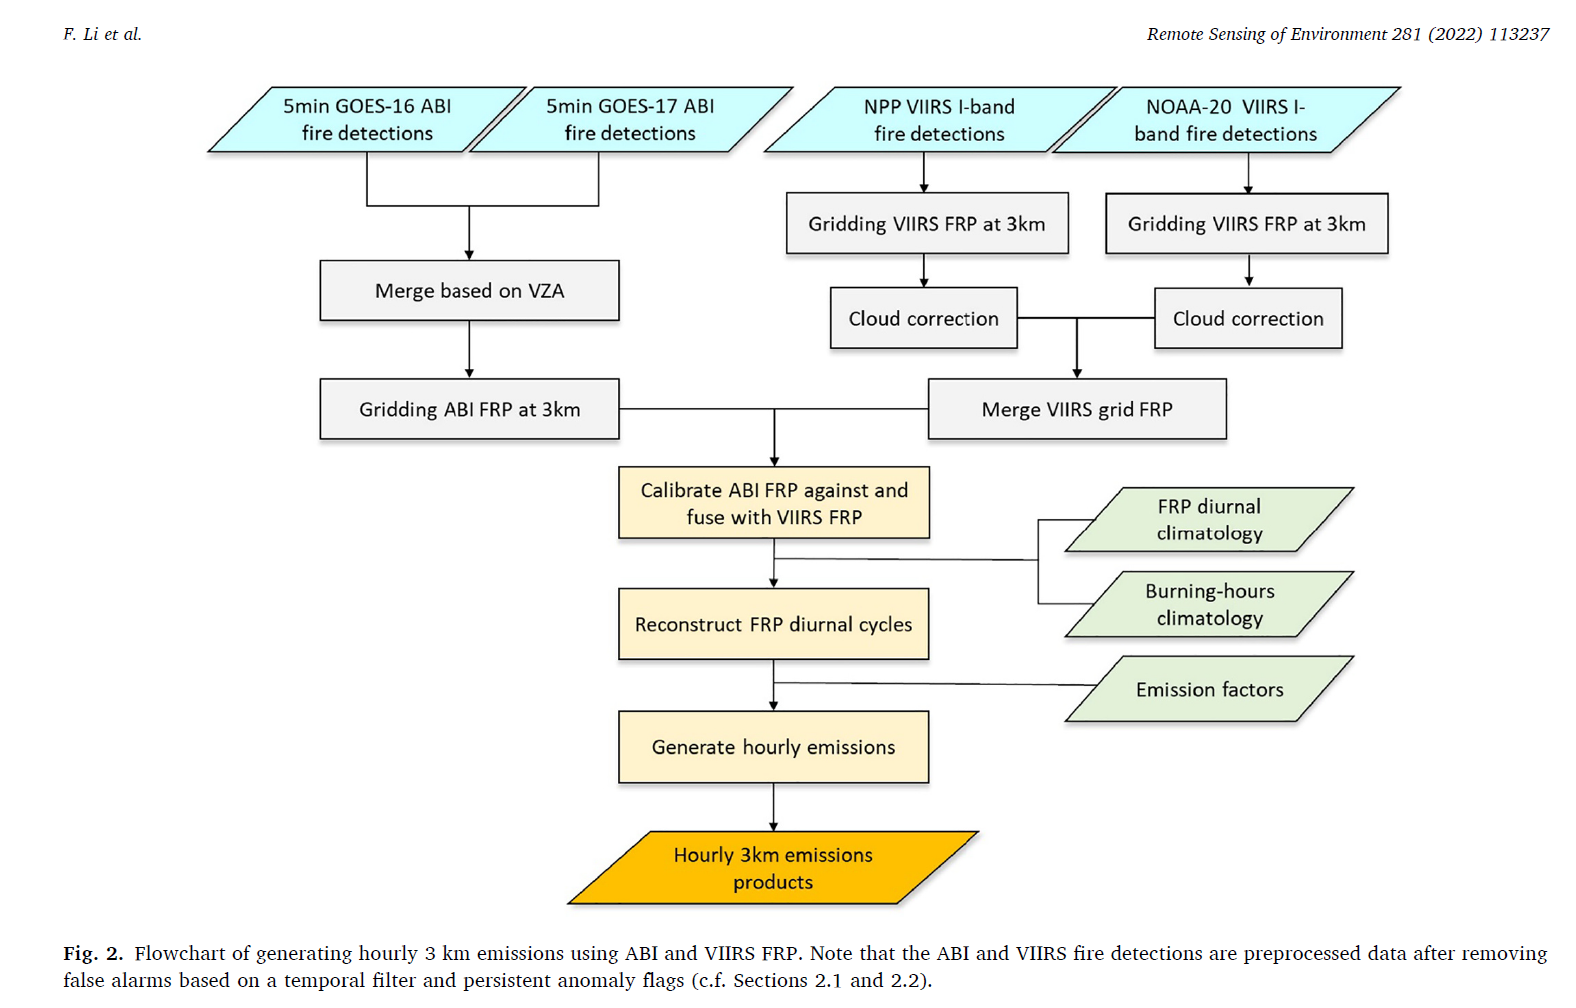 F. Li et al.
Remote Sensing of Environment 281 (2022) 113237
5min GOES-16 ABI
fire detections
5min GOES-17 ABI
fire detections
NPP VIIRS I-band
fire detections
NOAA-20 VIIRS I-
band fire detections
Gridding VIIRS FRP at 3km
Gridding VIIRS FRP at 3km
Merge based on VZA
Cloud correction
Cloud correction
Gridding ABI FRP at 3km
Merge VIIRS grid FRP
Calibrate ABI FRP against and
fuse with VIIRS FRP
FRP diurnal
climatology
Burning-hours
climatology
Reconstruct FRP diurnal cycles
Emission factors
Generate hourly emissions
Hourly 3km emissions
products
Fig. 2. Flowchart of generating hourly 3 km emissions using ABI and VIIRS FRP. Note that the ABI and VIIRS fire detections are preprocessed data after removing
false alarms based on a temporal filter and persistent anomaly flags (c.f. Sections 2.1 and 2.2).